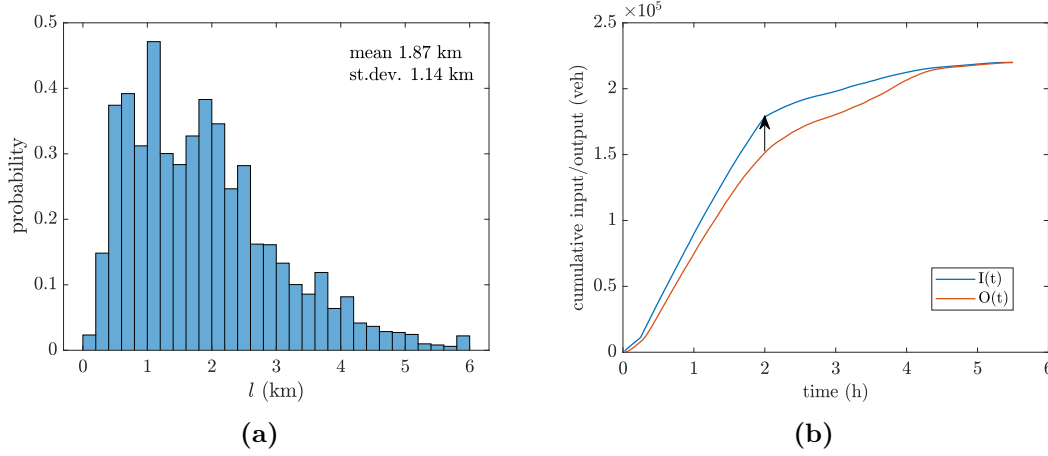 0.5
0.4
0.3
0.2
0.1
0
probability
mean 1.87 km
st.dev. 1.14 km
0 1 2 3 4 5 6
l (km)
(a)
×10⁵
2.5
2
1.5
1
0.5
0
cumulative input/output (veh)
I(t)
O(t)
0 1 2 3 4 5 6
time (h)
(b)